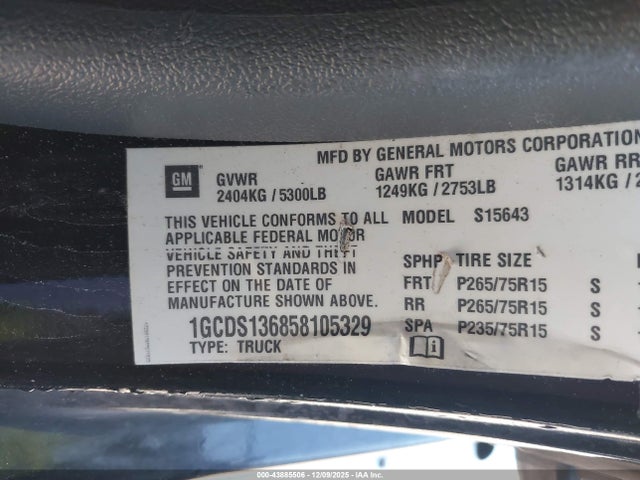 MFD BY GENERAL MOTORS CORPORATION
GM
GVWR GAWR FRT GAWR RR
2404KG / 5300LB 1249KG / 2753LB 1314KG /
THIS VEHICLE CONFORMS TO ALL MODEL S15643
APPLICABLE FEDERAL MOTOR
VEHICLE SAFETY AND THEFT
PREVENTION STANDARDS IN SPHP TIRE SIZE
EFFECT ON THE DATE OF FRT P265/75R15 S
MANUFACTURE SHOWN ABOVE. RR P265/75R15 S
1GCDS136858105329 SPA P235/75R15 S
TYPE: TRUCK
000-43885506 - 12/09/2025 - IAA Inc.